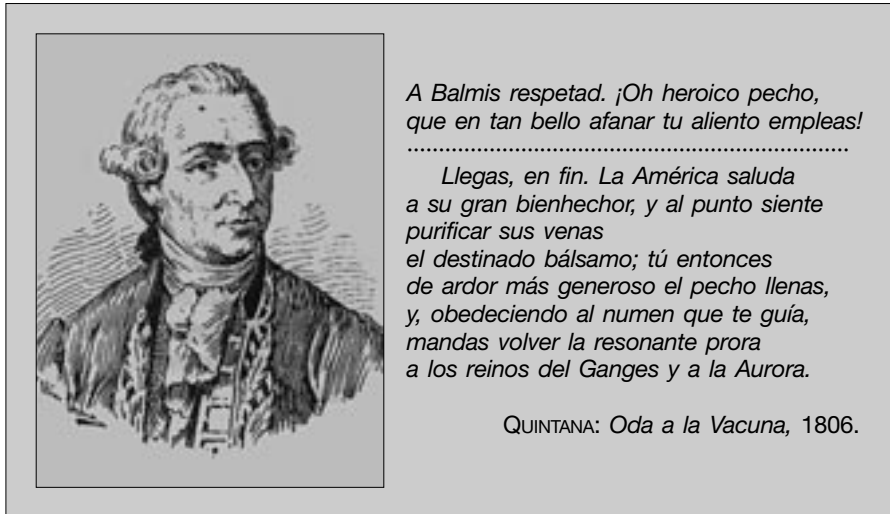 A Balmis respetad. ¡Oh heroico pecho,
que en tan bello afanar tu aliento empleas!
....................................................................
Llegas, en fin. La América saluda
a su gran bienhechor, y al punto siente
purificar sus venas
el destinado bálsamo; tú entonces
de ardor más generoso el pecho llenas,
y, obedeciendo al numen que te guía,
mandas volver la resonante prora
a los reinos del Ganges y a la Aurora.
QUINTANA: Oda a la Vacuna, 1806.